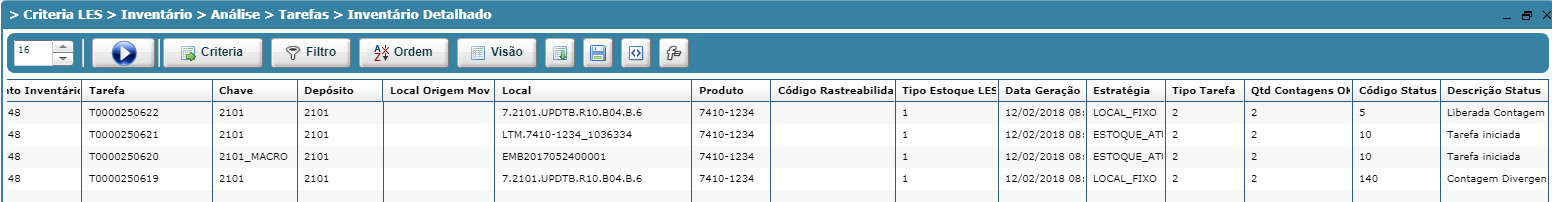 > Criteria LES > Inventário > Análise > Tarefas > Inventário Detalhado
16 Criteria Filtro Ordem Visão
to Inventário Tarefa Chave Depósito Local Origem Mov Local Produto Código Rastreabilida Tipo Estoque LES Data Geração Estratégia Tipo Tarefa Qtd Contagens OK Código Status Descrição Status
48 T0000250622 2101 2101 7.2101.UPDTB.R10.B04.B.6 7410-1234 1 12/02/2018 08: LOCAL_FIXO 2 2 5 Liberada Contagem
48 T0000250621 2101 2101 LTM.7410-1234_1036334 7410-1234 1 12/02/2018 08: ESTOQUE_ATU 2 2 10 Tarefa iniciada
48 T0000250620 2101_MACRO 2101 EMB2017052400001 7410-1234 1 12/02/2018 08: ESTOQUE_ATU 2 2 10 Tarefa iniciada
48 T0000250619 2101 2101 7.2101.UPDTB.R10.B04.B.6 7410-1234 1 12/02/2018 08: LOCAL_FIXO 2 2 140 Contagem Divergen